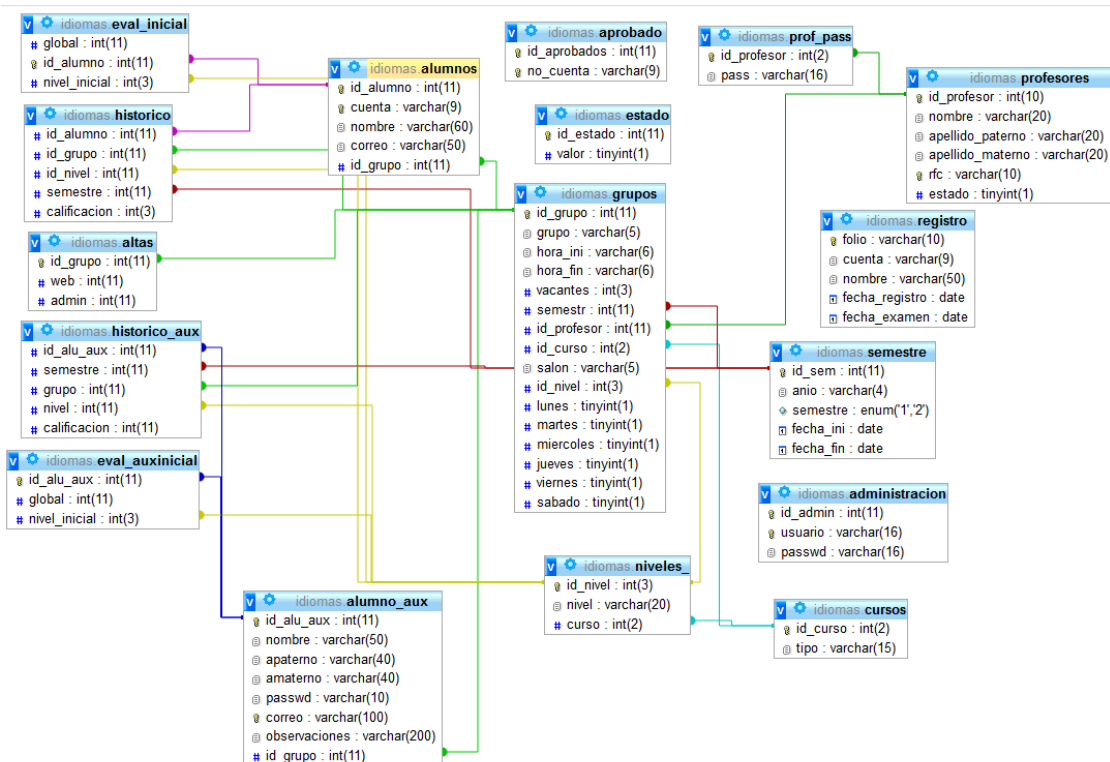 idiomas.eval_inicial
global : int(11)
id_alumno : int(11)
nivel_inicial : int(3)
idiomas.historico
id_alumno : int(11)
id_grupo : int(11)
id_nivel : int(11)
semestre : int(11)
calificacion : int(3)
idiomas.altas
id_grupo : int(11)
web : int(11)
admin : int(11)
idiomas.historico_aux
id_alu_aux : int(11)
semestre : int(11)
grupo : int(11)
nivel : int(11)
calificacion : int(11)
idiomas.eval_auxinicial
id_alu_aux : int(11)
global : int(11)
nivel_inicial : int(3)
idiomas.alumnos
id_alumno : int(11)
cuenta : varchar(9)
nombre : varchar(60)
correo : varchar(50)
id_grupo : int(11)
idiomas.alumno_aux
id_alu_aux : int(11)
nombre : varchar(50)
apaterno : varchar(40)
amaterno : varchar(40)
passwd : varchar(10)
correo : varchar(100)
observaciones : varchar(200)
id_grupo : int(11)
idiomas.aprobado
id_aprobados : int(11)
no_cuenta : varchar(9)
idiomas.estado
id_estado : int(11)
valor : tinyint(1)
idiomas.grupos
id_grupo : int(11)
grupo : varchar(5)
hora_ini : varchar(6)
hora_fin : varchar(6)
vacantes : int(3)
semestr : int(11)
id_profesor : int(11)
id_curso : int(2)
salon : varchar(5)
id_nivel : int(3)
lunes : tinyint(1)
martes : tinyint(1)
miercoles : tinyint(1)
jueves : tinyint(1)
viernes : tinyint(1)
sabado : tinyint(1)
idiomas.niveles_
id_nivel : int(3)
nivel : varchar(20)
curso : int(2)
idiomas.prof_pass
id_profesor : int(2)
pass : varchar(16)
idiomas.profesores
id_profesor : int(10)
nombre : varchar(20)
apellido_paterno : varchar(20)
apellido_materno : varchar(20)
rfc : varchar(10)
estado : tinyint(1)
idiomas.registro
folio : varchar(10)
cuenta : varchar(9)
nombre : varchar(50)
fecha_registro : date
fecha_examen : date
idiomas.semestre
id_sem : int(11)
anio : varchar(4)
semestre : enum('1','2')
fecha_ini : date
fecha_fin : date
idiomas.administracion
id_admin : int(11)
usuario : varchar(16)
passwd : varchar(16)
idiomas.cursos
id_curso : int(2)
tipo : varchar(15)